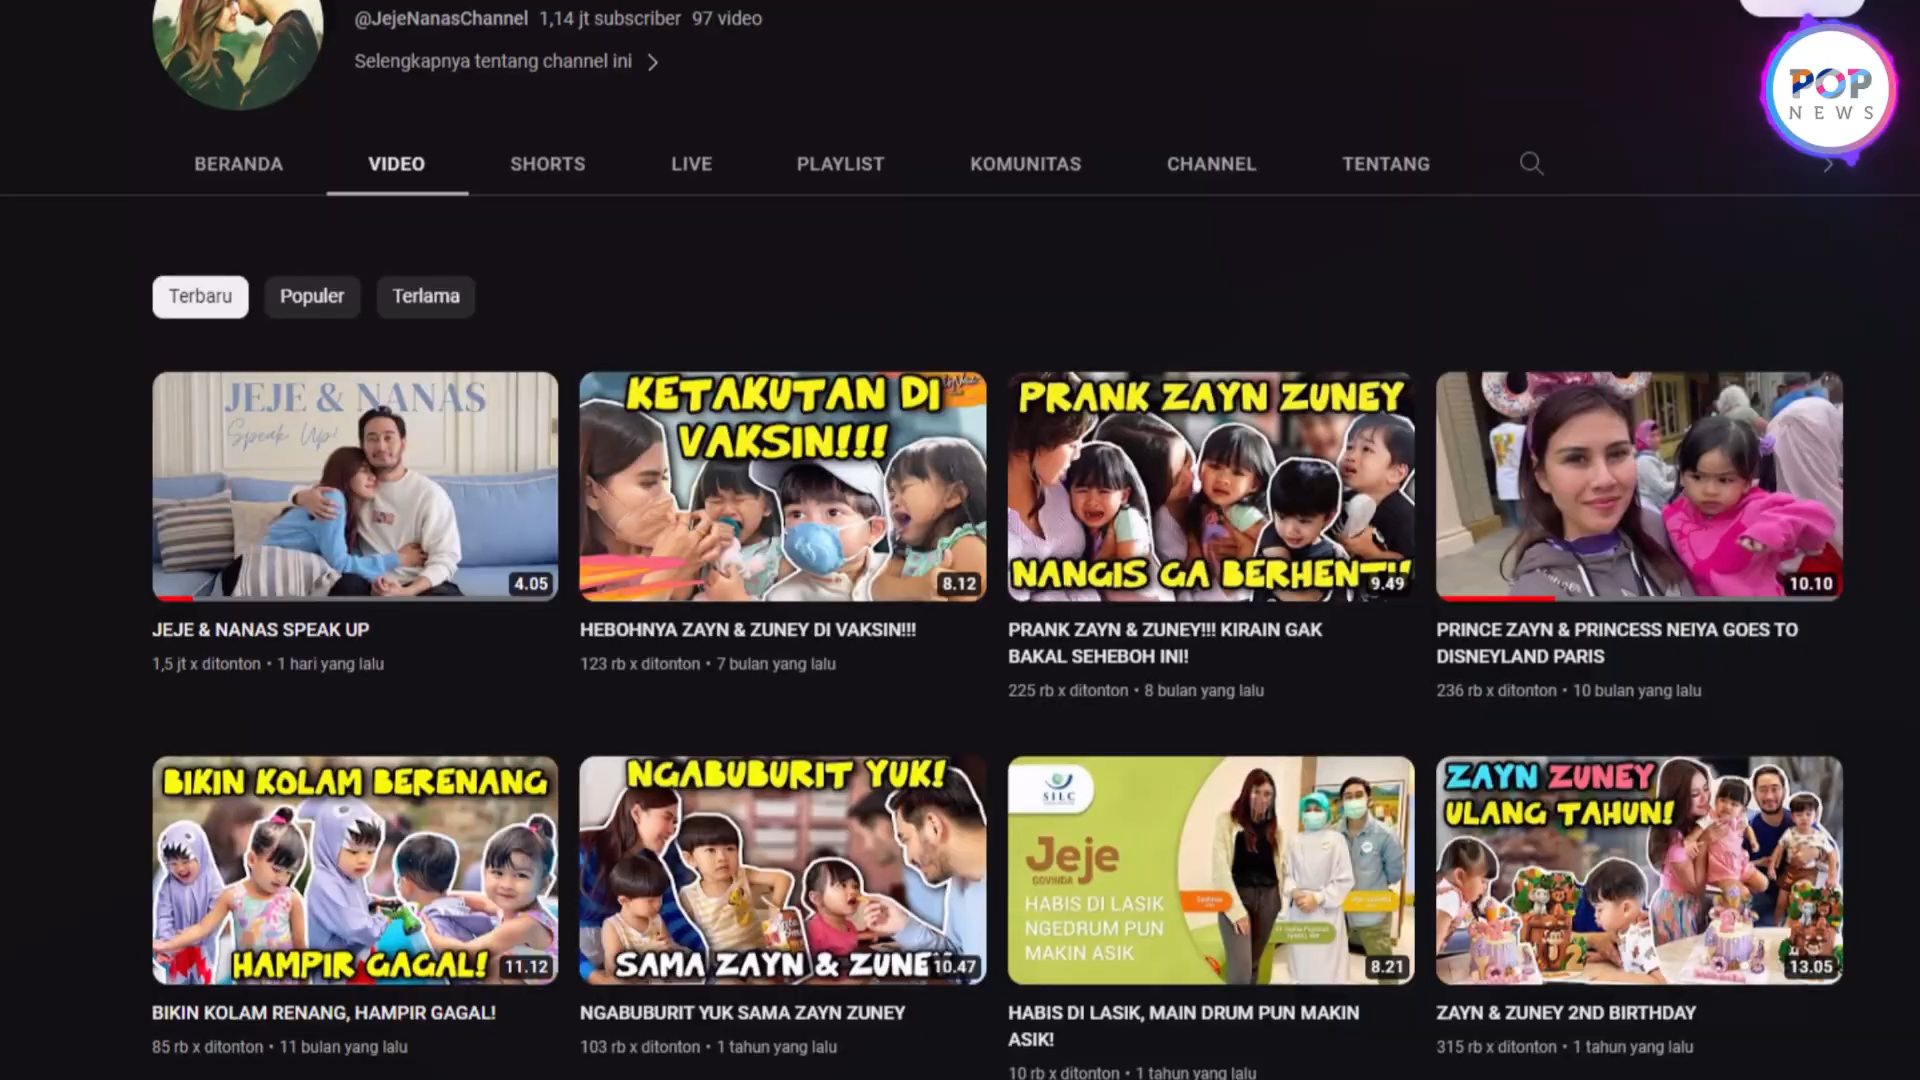 @JejeNanasChannel 1,14 jt subscriber 97 video
Selengkapnya tentang channel ini
POP
NEWS
BERANDA VIDEO SHORTS LIVE PLAYLIST KOMUNITAS CHANNEL TENTANG
Terbaru Populer Terlama
JEJE & NANAS
Speak Up!
4.05
KETAKUTAN DI
VAKSIN!!!
8.12
PRANK ZAYN ZUNEY
NANGIS GA BERHENTI!
9.49
10.10
JEJE & NANAS SPEAK UP
1,5 jt x ditonton • 1 hari yang lalu
HEBOHNYA ZAYN & ZUNEY DI VAKSIN!!!
123 rb x ditonton • 7 bulan yang lalu
PRANK ZAYN & ZUNEY!!! KIRAIN GAK
BAKAL SEHEBOH INI!
225 rb x ditonton • 8 bulan yang lalu
PRINCE ZAYN & PRINCESS NEIYA GOES TO
DISNEYLAND PARIS
236 rb x ditonton • 10 bulan yang lalu
BIKIN KOLAM BERENANG
HAMPIR GAGAL!
11.12
NGABUBURIT YUK!
SAMA ZAYN & ZUNE
10.47
SILC
Jeje
GOVINDA
HABIS DI LASIK
NGEDRUM PUN
MAKIN ASIK
8.21
ZAYN ZUNEY
ULANG TAHUN!
13.05
BIKIN KOLAM RENANG, HAMPIR GAGAL!
85 rb x ditonton • 11 bulan yang lalu
NGABUBURIT YUK SAMA ZAYN ZUNEY
103 rb x ditonton • 1 tahun yang lalu
HABIS DI LASIK, MAIN DRUM PUN MAKIN
ASIK!
10 rb x ditonton • 1 tahun yang lalu
ZAYN & ZUNEY 2ND BIRTHDAY
315 rb x ditonton • 1 tahun yang lalu